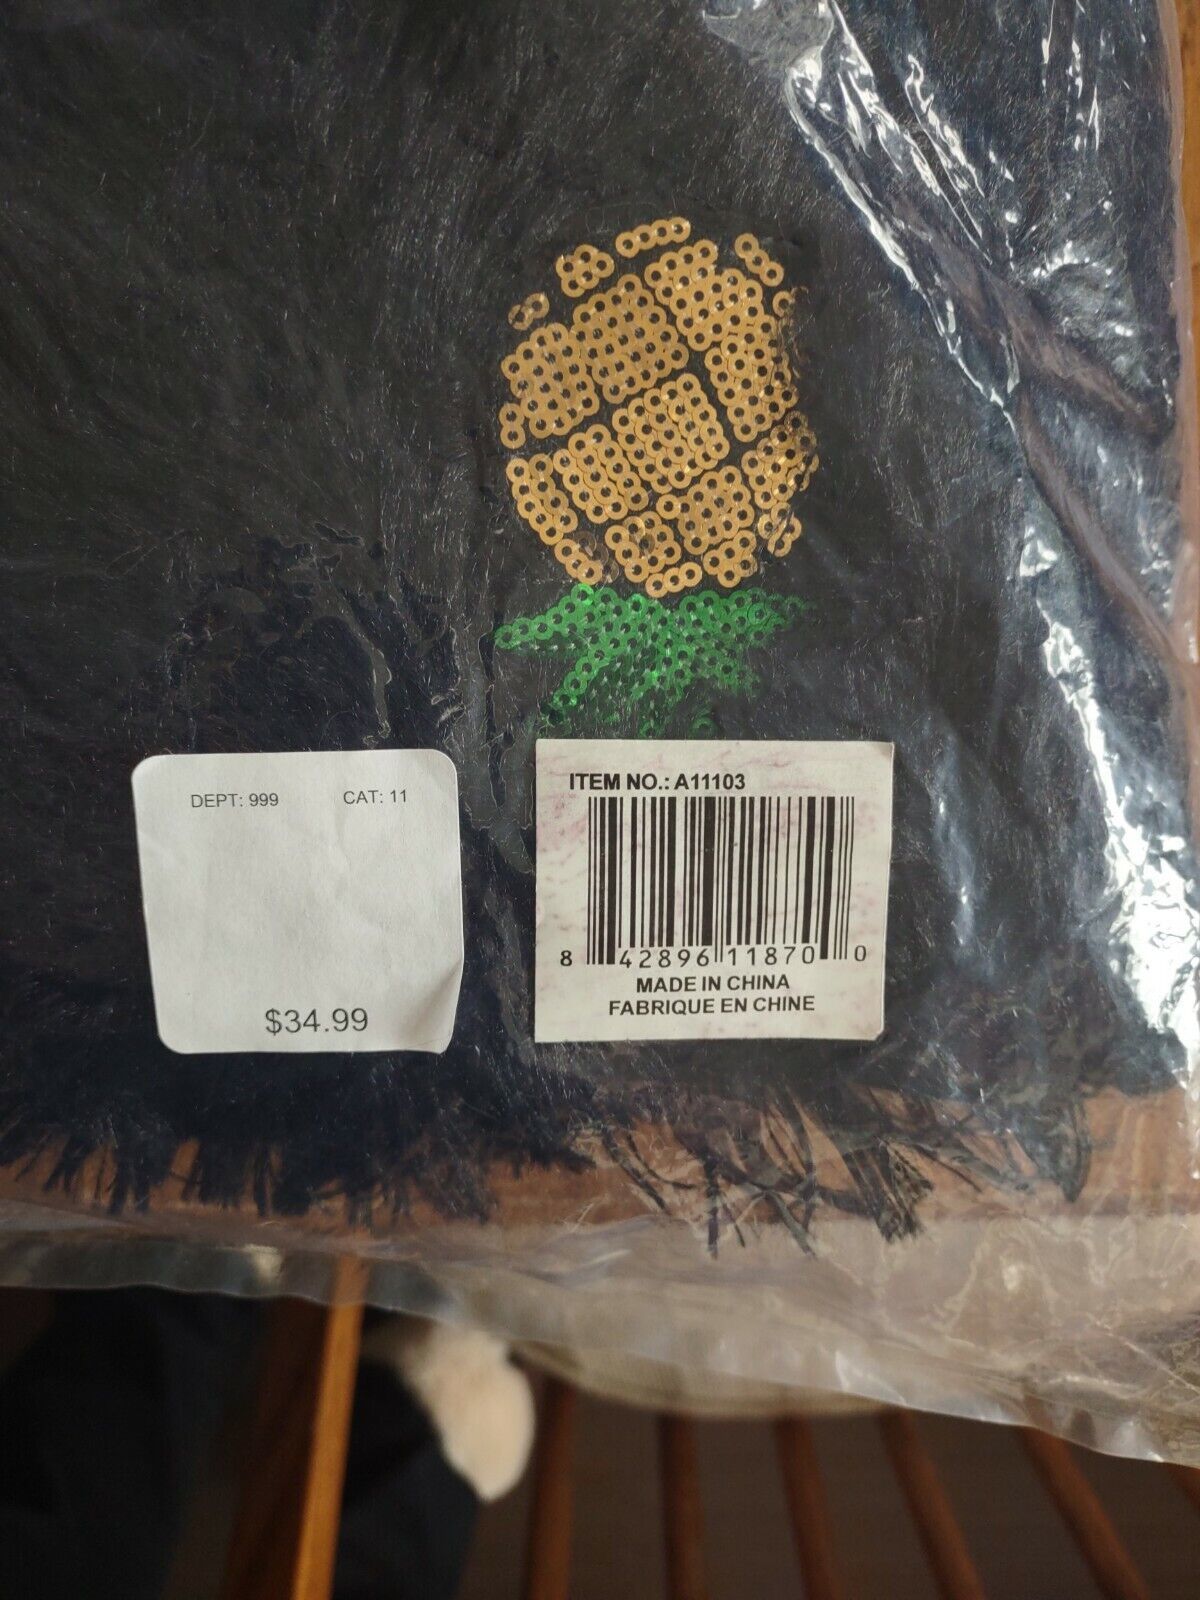 DEPT: 999 CAT: 11
$34.99
ITEM NO.: A11103
8 42896 11870 0
MADE IN CHINA
FABRIQUE EN CHINE